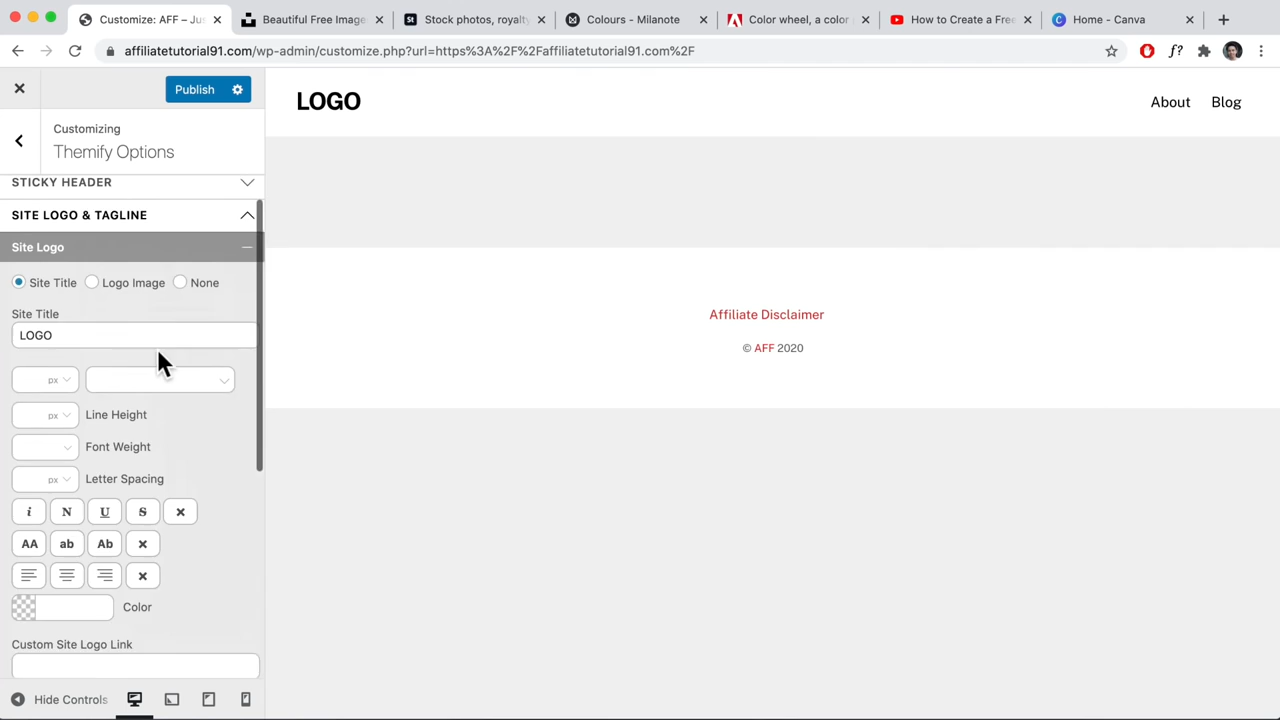 Customize: AFF – Jus
Beautiful Free Image
Stock photos, royalty
Colours - Milanote
Color wheel, a color
How to Create a Free
Home - Canva
affiliatetutorial91.com/wp-admin/customize.php?url=https%3A%2F%2Faffiliatetutorial91.com%2F
f?
Publish
LOGO
About
Blog
Customizing
Themify Options
STICKY HEADER
SITE LOGO & TAGLINE
Site Logo
Site Title
Logo Image
None
Site Title
LOGO
px
px
Line Height
Font Weight
px
Letter Spacing
i N U S
AA ab Ab
Color
Custom Site Logo Link
Hide Controls
Affiliate Disclaimer
© AFF 2020